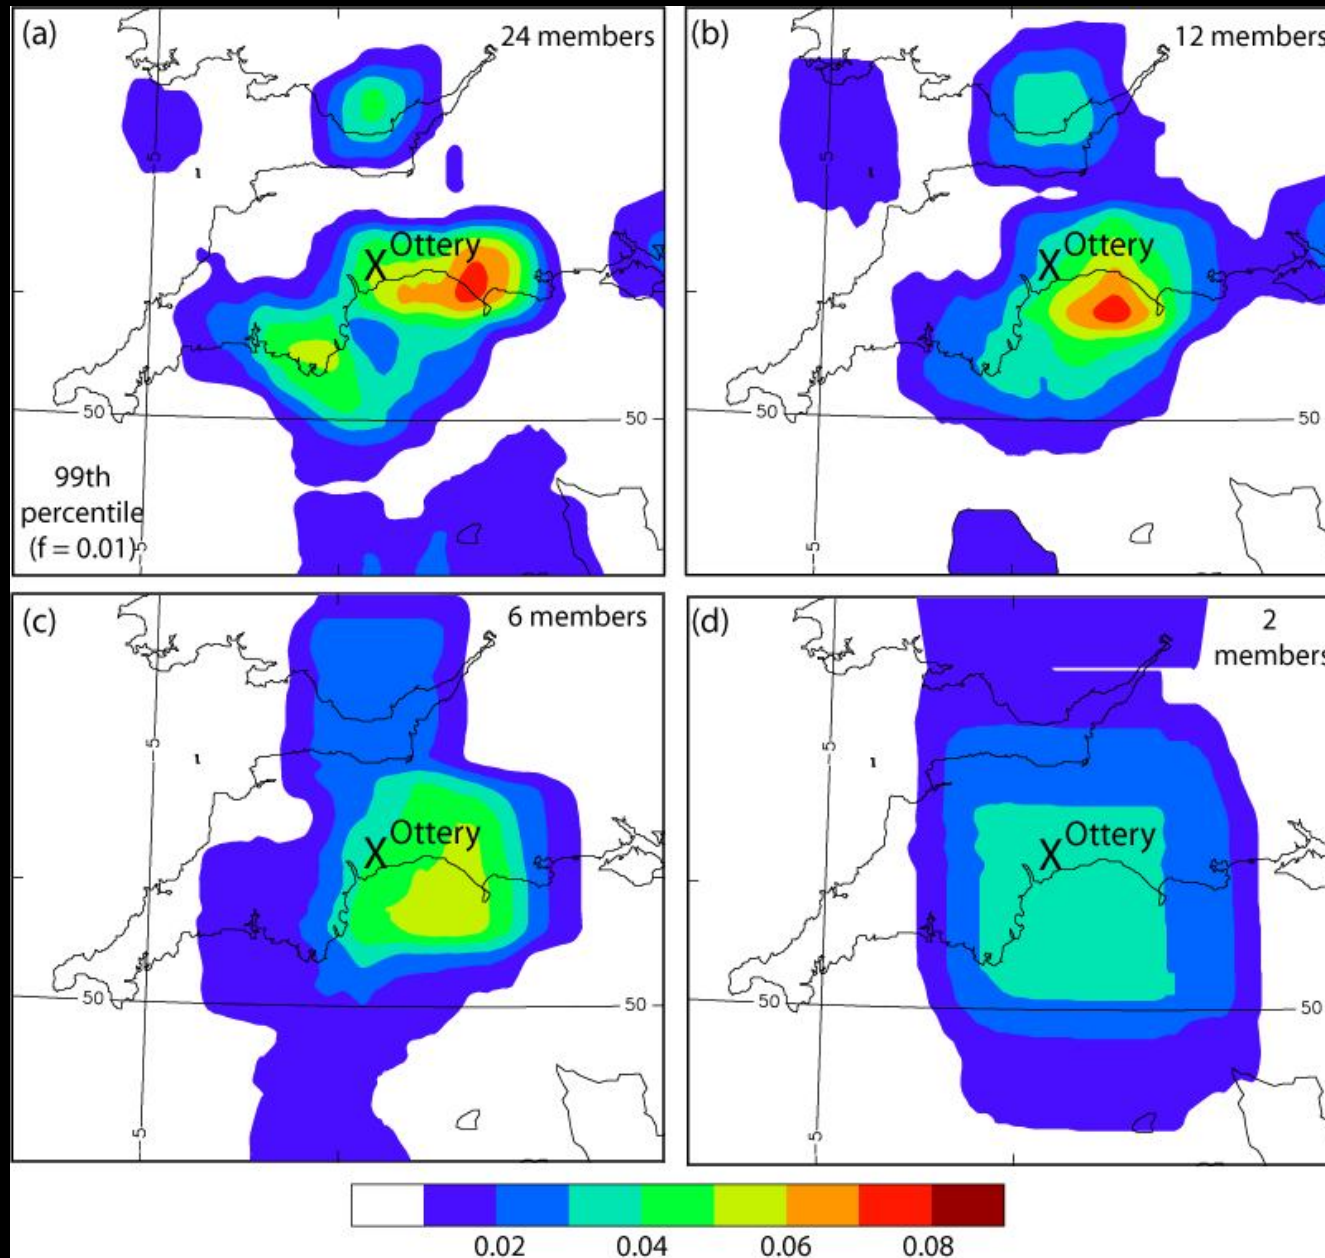 (a)
24 members
5
Ottery
X
50
50
99th
percentile
(f = 0.01)
5
(b)
12 members
5
Ottery
X
50
50
5
(c)
6 members
5
Ottery
X
50
50
5
(d)
2
members
5
Ottery
X
50
50
5
0.02 0.04 0.06 0.08